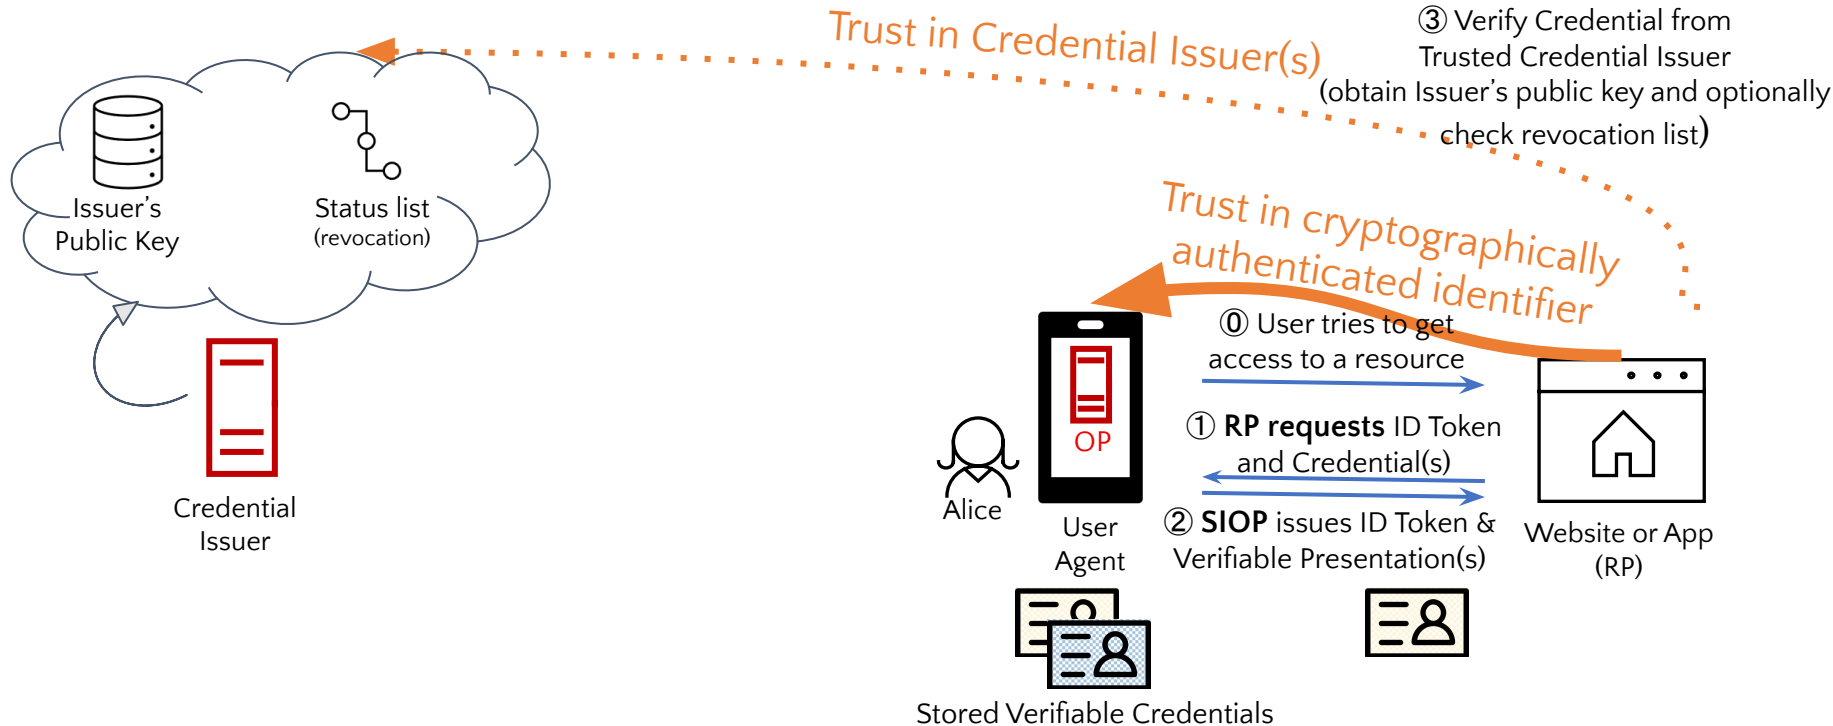 Trust in Credential Issuer(s)
③ Verify Credential from
Trusted Credential Issuer
(obtain Issuer’s public key and optionally
check revocation list)
Issuer’s
Public Key
Status list
(revocation)
Trust in cryptographically
authenticated identifier
⓪ User tries to get
access to a resource
OP
① RP requests ID Token
and Credential(s)
Credential
Issuer
Alice
User
Agent
② SIOP issues ID Token &
Verifiable Presentation(s)
Website or App
(RP)
Stored Verifiable Credentials